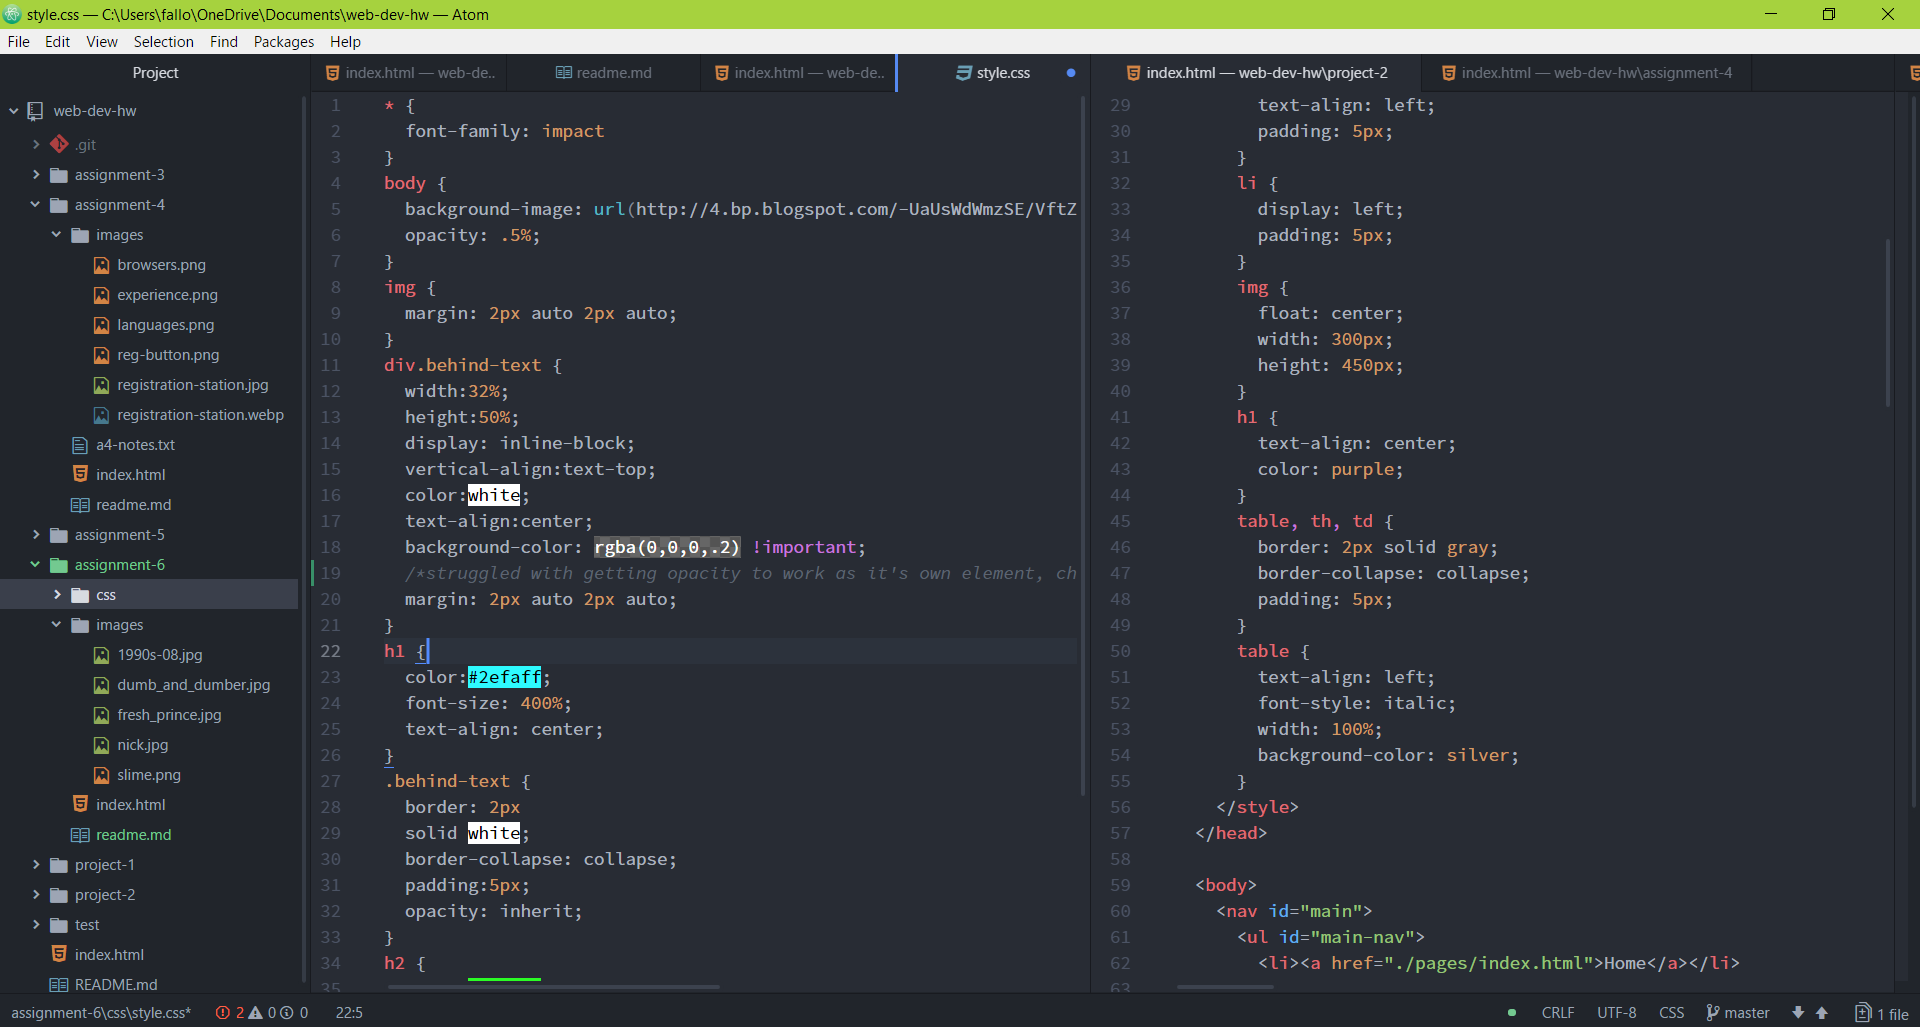 style.css — C:\Users\fallo\OneDrive\Documents\web-dev-hw — Atom
File Edit View Selection Find Packages Help
Project
web-dev-hw
.git
assignment-3
assignment-4
images
browsers.png
experience.png
languages.png
reg-button.png
registration-station.jpg
registration-station.webp
a4-notes.txt
index.html
readme.md
assignment-5
assignment-6
css
images
1990s-08.jpg
dumb_and_dumber.jpg
fresh_prince.jpg
nick.jpg
slime.png
index.html
readme.md
project-1
project-2
test
index.html
README.md
index.html — web-de.. readme.md index.html — web-de.. style.css
1 * {
2 font-family: impact
3 }
4 body {
5 background-image: url(http://4.bp.blogspot.com/-UaUsWdWmzSE/VftZ
6 opacity: .5%;
7 }
8 img {
9 margin: 2px auto 2px auto;
10 }
11 div.behind-text {
12 width:32%;
13 height:50%;
14 display: inline-block;
15 vertical-align:text-top;
16 color:white;
17 text-align:center;
18 background-color: rgba(0,0,0,.2) !important;
19 /*struggled with getting opacity to work as it's own element, ch
20 margin: 2px auto 2px auto;
21 }
22 h1 {
23 color:#2efaff;
24 font-size: 400%;
25 text-align: center;
26 }
27 .behind-text {
28 border: 2px
29 solid white;
30 border-collapse: collapse;
31 padding:5px;
32 opacity: inherit;
33 }
34 h2 {
35
index.html — web-dev-hw\project-2 index.html — web-dev-hw\assignment-4
29 text-align: left;
30 padding: 5px;
31 }
32 li {
33 display: left;
34 padding: 5px;
35 }
36 img {
37 float: center;
38 width: 300px;
39 height: 450px;
40 }
41 h1 {
42 text-align: center;
43 color: purple;
44 }
45 table, th, td {
46 border: 2px solid gray;
47 border-collapse: collapse;
48 padding: 5px;
49 }
50 table {
51 text-align: left;
52 font-style: italic;
53 width: 100%;
54 background-color: silver;
55 }
56 </style>
57 </head>
58
59 <body>
60 <nav id="main">
61 <ul id="main-nav">
62 <li><a href="./pages/index.html">Home</a></li>
63
assignment-6\css\style.css* 2 0 0 22:5 CRLF UTF-8 CSS master 1 file